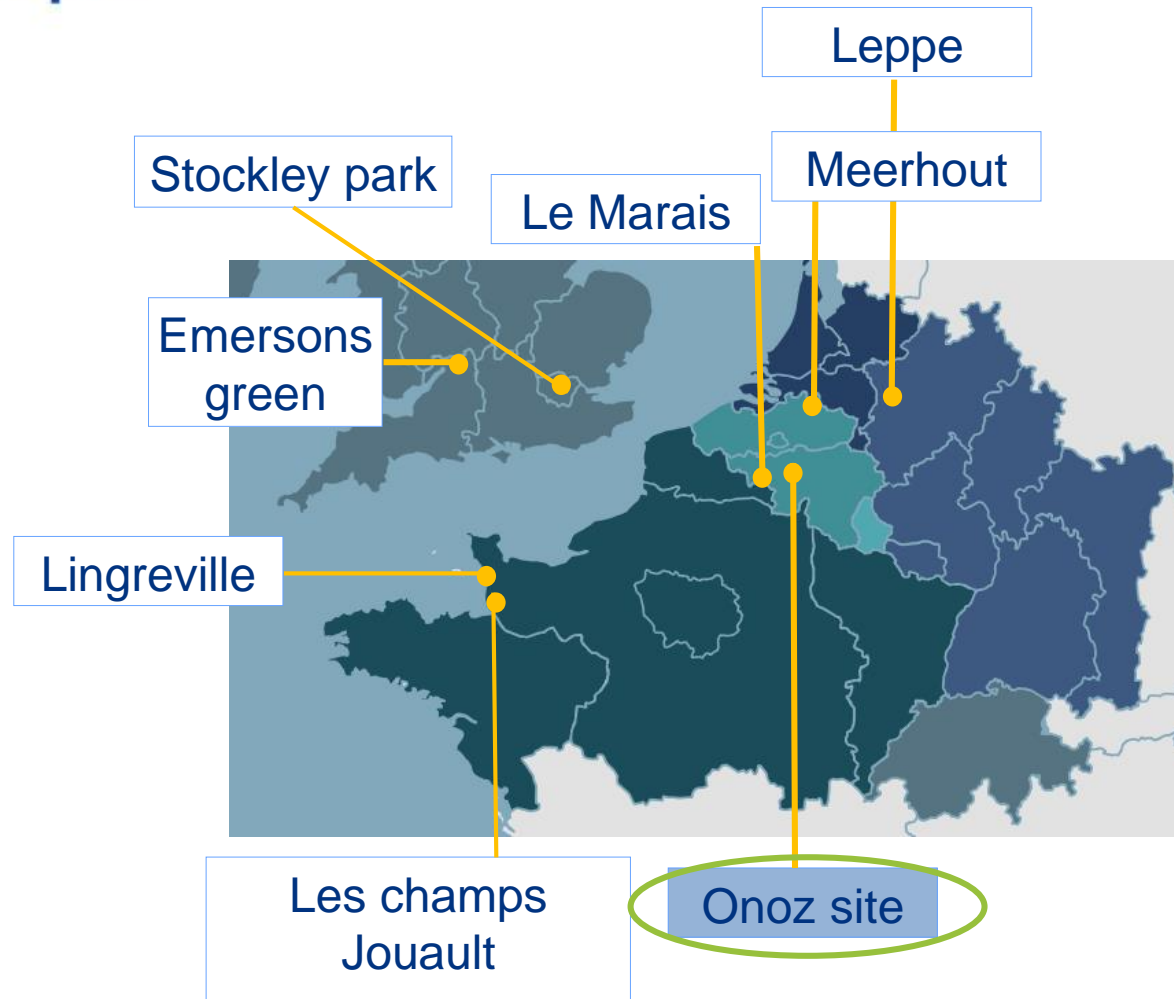 Leppe
Stockley park
Meerhout
Le Marais
Emersons
green
Lingreville
Les champs
Jouault
Onoz site